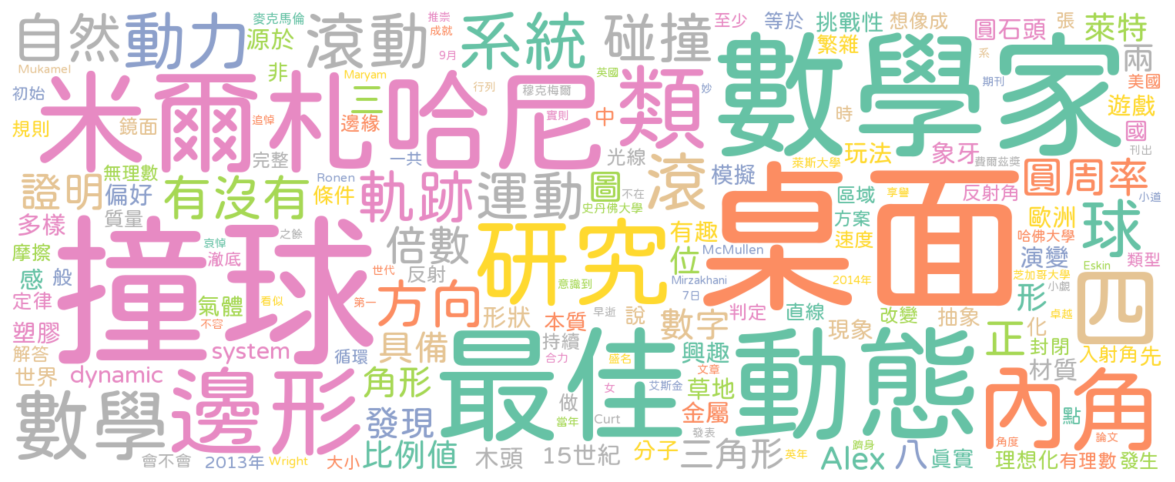 自然 動力 麥克馬倫 源於 滾動 推崇 成就 9月 系統 碰撞 至少 等於 挑戰性 繁雜 想像成 圓石頭 張 萊特 兩
Mukamel 非 Maryam 英國 妙 系 期刊 美國
初始 米爾札哈尼 三 行列 穆克梅爾 實則 類 數學家 遊戲
規則 鏡面 追悼 邊緣 中 時 國 刊出
無理數 完整 一共 光線 萊斯大學 玩法 象牙 費爾茲獎
證明 偏好 有沒有 Ronen 條件 軌跡 運動 圖 不在 史丹佛大學 滾 模擬 區域 反射角 圓周率 小道
多樣 質量 享譽 方案 歐洲
摩擦 感 般 哀悼 之餘 澈底 倍數 反射 研究 有趣 位 McMullen 速度 哈佛大學 演變 類型 球
定律 撞球 氣體 看似 世代 第一 意識到 7日 Mirzakhani 桌面 2014年 芝加哥大學 Eskin 小覷 形
塑膠 不容 方向 形狀 本質 早逝 說 數字 判定 直線 改變 抽象 卓越 四
解答 system 循環 具備 持續 合力 興趣 現象 正 化 封閉 入射角 先
世界 dynamic 角形 最佳 盛名 文章 動態 材質
數學 邊形 發現 做 女 艾斯金 草地 點 內角
當年 Curt 金屬 角度 論文
會不會 2013年 Wright 大小 比例值 木頭 15世紀 發表 分子 三角形 英年 Alex 躋身 八 眞實 理想化 有理數 發生